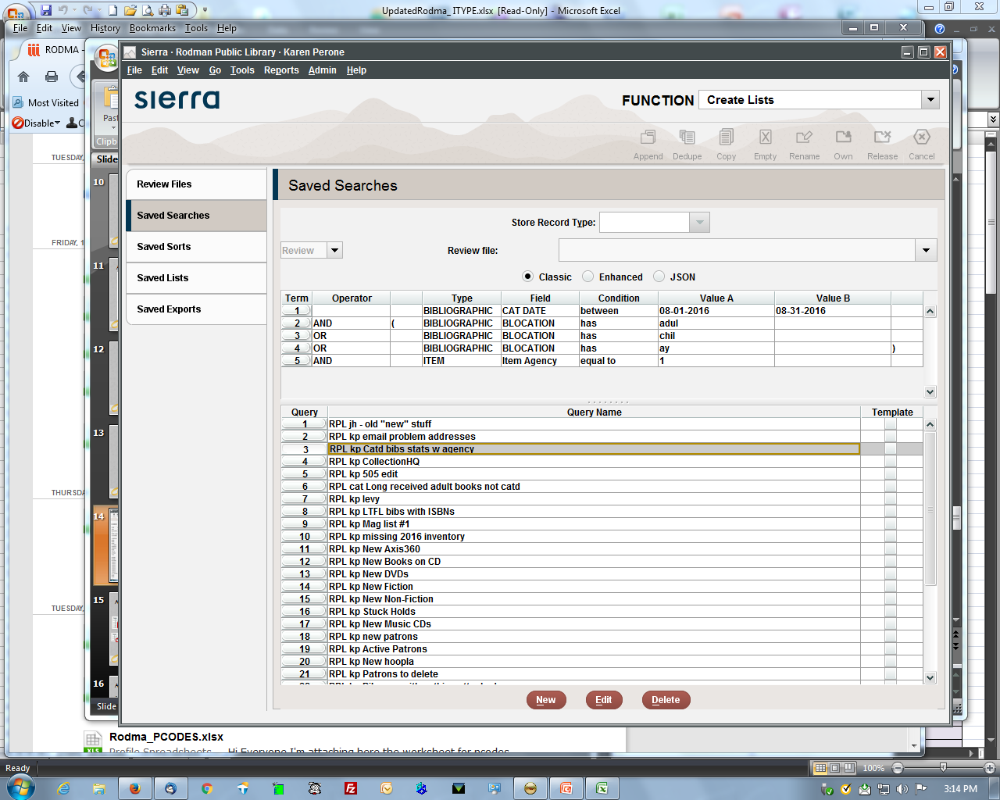 UpdatedRodma_ ITYPE.xlsx [Read-Only] - Microsoft Excel
File Edit View History Bookmarks Tools Help
RODMA -
Most Visited
Disable
Past
Clipb
Slide
TUESDAY,
FRIDAY, 1
THURSDA
TUESDAY,
10
11
12
13
14
15
16
Slide
Sierra · Rodman Public Library · Karen Perone
File Edit View Go Tools Reports Admin Help
sierra
FUNCTION Create Lists
Append Dedupe Copy Empty Rename Own Release Cancel
Review Files
Saved Searches
Saved Sorts
Saved Lists
Saved Exports
Saved Searches
Store Record Type:
Review Review file:
Classic Enhanced JSON
Term Operator Type Field Condition Value A Value B
1 BIBLIOGRAPHIC CAT DATE between 08-01-2016 08-31-2016
2 AND ( BIBLIOGRAPHIC BLOCATION has adul
3 OR BIBLIOGRAPHIC BLOCATION has chil
4 OR BIBLIOGRAPHIC BLOCATION has ay )
5 AND ITEM Item Agency equal to 1
Query Query Name Template
1 RPL jh - old "new" stuff
2 RPL kp email problem addresses
3 RPL kp Catd bibs stats w agency
4 RPL kp CollectionHQ
5 RPL kp 505 edit
6 RPL cat Long received adult books not catd
7 RPL kp levy
8 RPL kp LTFL bibs with ISBNs
9 RPL kp Mag list #1
10 RPL kp missing 2016 inventory
11 RPL kp New Axis360
12 RPL kp New Books on CD
13 RPL kp New DVDs
14 RPL kp New Fiction
15 RPL kp New Non-Fiction
16 RPL kp Stuck Holds
17 RPL kp New Music CDs
18 RPL kp new patrons
19 RPL kp Active Patrons
20 RPL kp New hoopla
21 RPL kp Patrons to delete
New Edit Delete
Rodma_PCODES.xlsx
XLS
Profile Spreadsheets Hi Everyone I'm attaching here the worksheet for pcodes
Ready
100%
3:14 PM